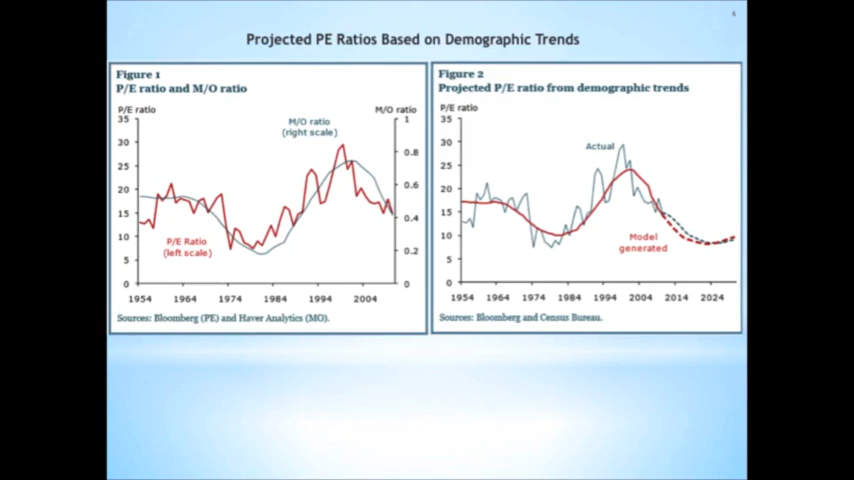 6
Projected PE Ratios Based on Demographic Trends
Figure 1
P/E ratio and M/O ratio
P/E ratio
M/O ratio
35
30
25
20
15
10
5
0
1
0.8
0.6
0.4
0.2
0
M/O ratio
(right scale)
P/E Ratio
(left scale)
1954 1964 1974 1984 1994 2004
Sources: Bloomberg (PE) and Haver Analytics (MO).
Figure 2
Projected P/E ratio from demographic trends
P/E ratio
35
30
25
20
15
10
5
0
Actual
Model
generated
1954 1964 1974 1984 1994 2004 2014 2024
Sources: Bloomberg and Census Bureau.